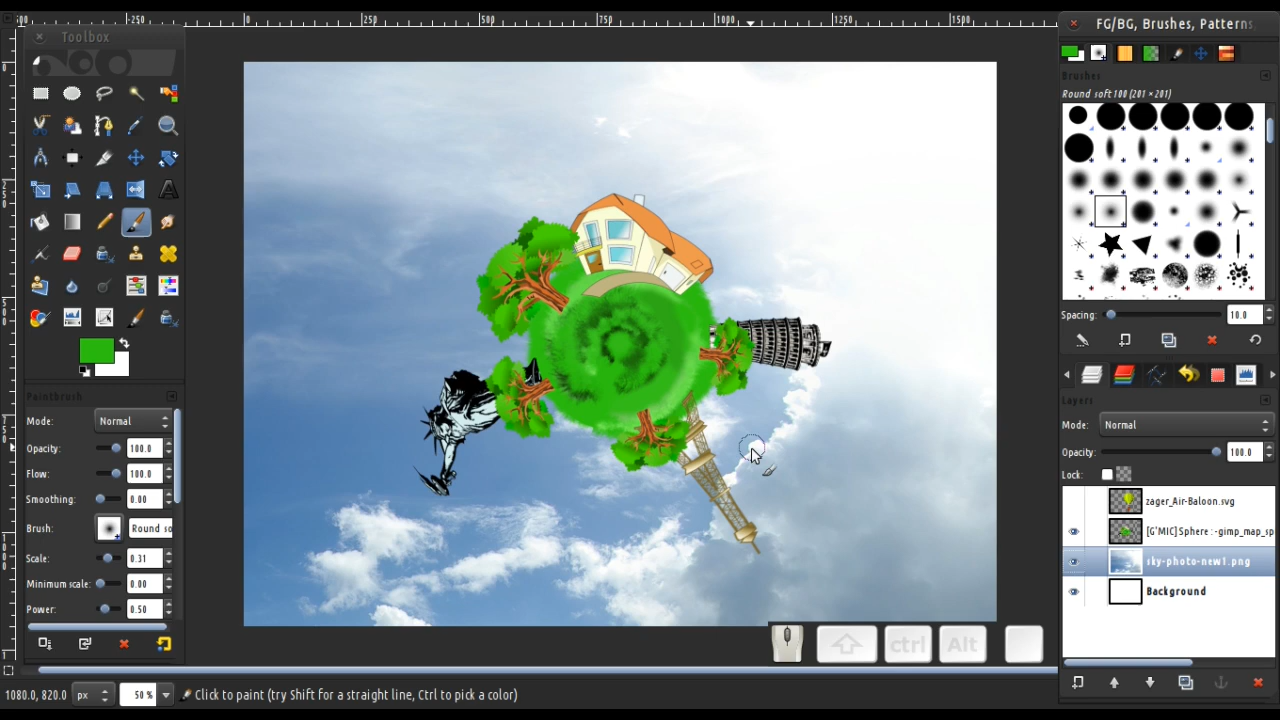 -250
0
250
500
750
1000
1250
1500
Toolbox
FG/BG, Brushes, Patterns
Brushes
Round soft 100 (201 × 201)
Spacing:
10.0
Layers
Mode:
Normal
Opacity:
100.0
Lock:
zager_Air-Baloon.svg
[G'MIC]Sphere : -gimp_map_sp
sky-photo-new1.png
Background
Paintbrush
Mode:
Normal
Opacity:
100.0
Flow:
100.0
Smoothing:
0.00
Brush:
Round so
Scale:
0.31
Minimum scale:
0.00
Power:
0.50
ctrl
Alt
1080.0, 820.0
px
50 %
Click to paint (try Shift for a straight line, Ctrl to pick a color)